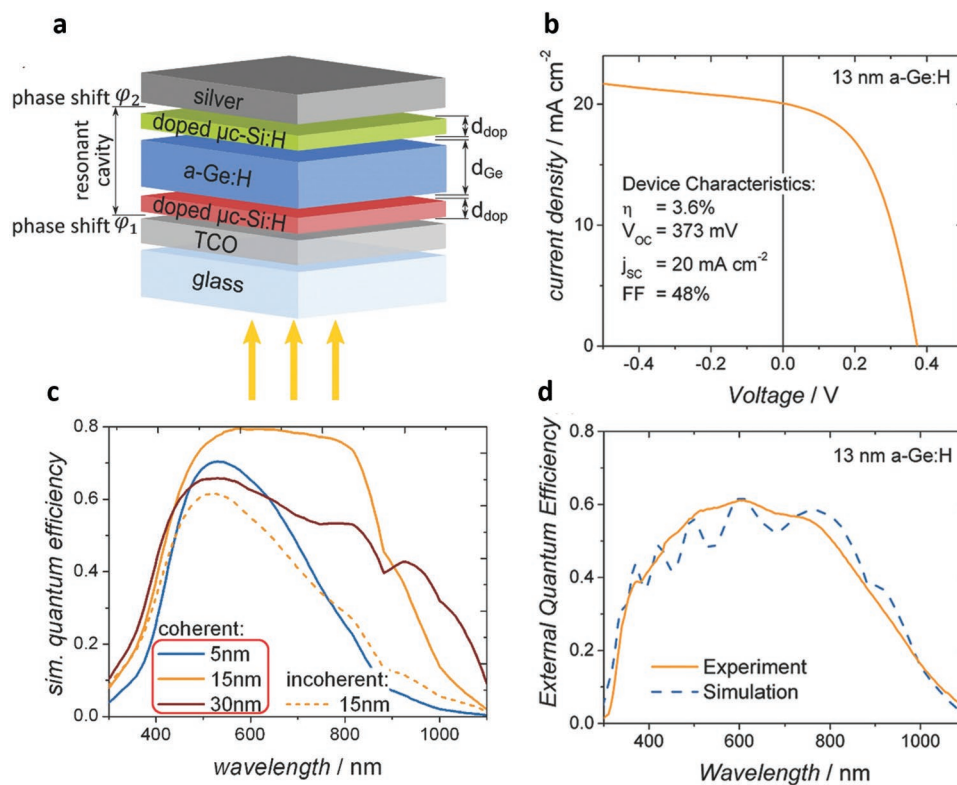 a
silver
phase shift φ₂
doped μc-Si:H
d_dop
resonant cavity
a-Ge:H
d_Ge
doped μc-Si:H
d_dop
phase shift φ₁
TCO
glass
b
13 nm a-Ge:H
current density / mA cm⁻²
20
10
0
Device Characteristics:
η = 3.6%
V_OC = 373 mV
j_SC = 20 mA cm⁻²
FF = 48%
-0.4 -0.2 0.0 0.2 0.4
Voltage / V
c
sim. quantum efficiency
0.8
0.6
0.4
0.2
0.0
coherent:
5nm
15nm
30nm
incoherent:
15nm
400 600 800 1000
wavelength / nm
d
13 nm a-Ge:H
External Quantum Efficiency
0.8
0.6
0.4
0.2
0.0
Experiment
Simulation
400 600 800 1000
Wavelength / nm